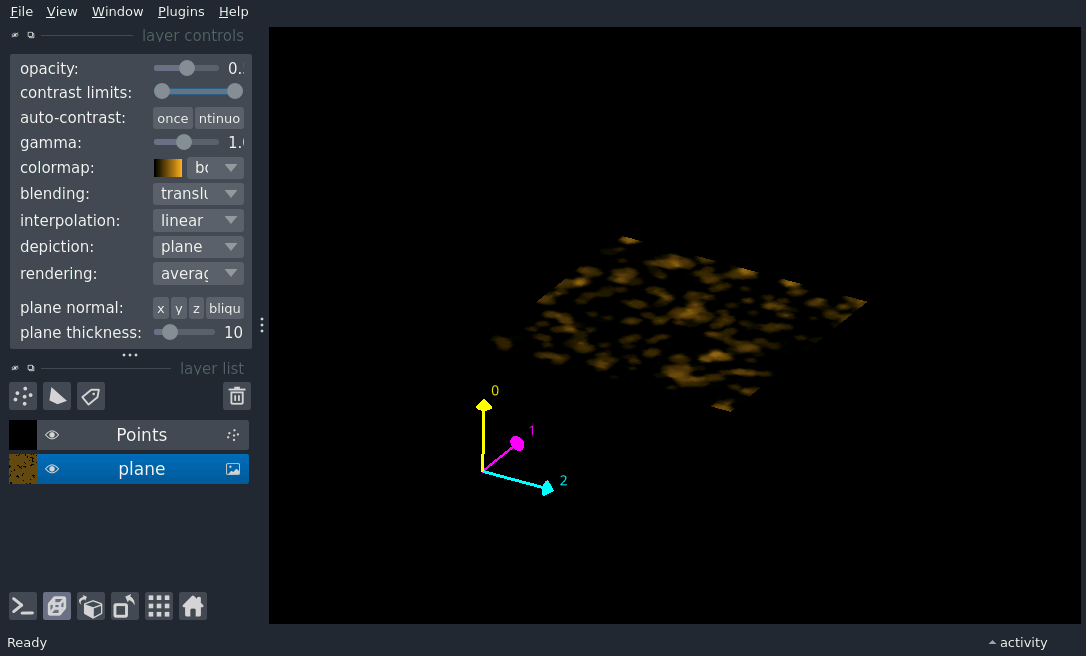 File View Window Plugins Help
layer controls
opacity: 0.
contrast limits:
auto-contrast: once ntinuo
gamma: 1.
colormap:
blending: transl
interpolation: linear
depiction: plane
rendering: averag
plane normal: x y z bliqu
plane thickness: 10
layer list
Points
plane
0
1
2
Ready
activity